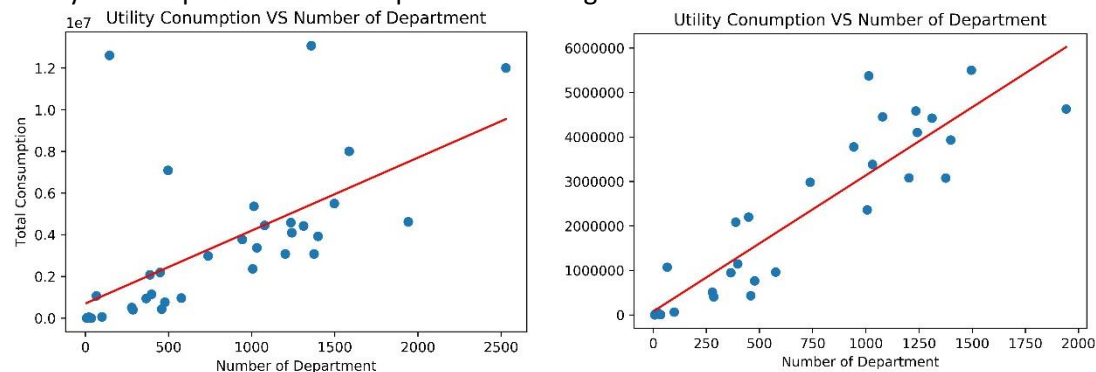 Utility Conumption VS Number of Department
1e7
1.2
1.0
0.8
0.6
0.4
0.2
0.0
Total Consumption
0 500 1000 1500 2000 2500
Number of Department
Utility Conumption VS Number of Department
6000000
5000000
4000000
3000000
2000000
1000000
0
0 250 500 750 1000 1250 1500 1750 2000
Number of Department